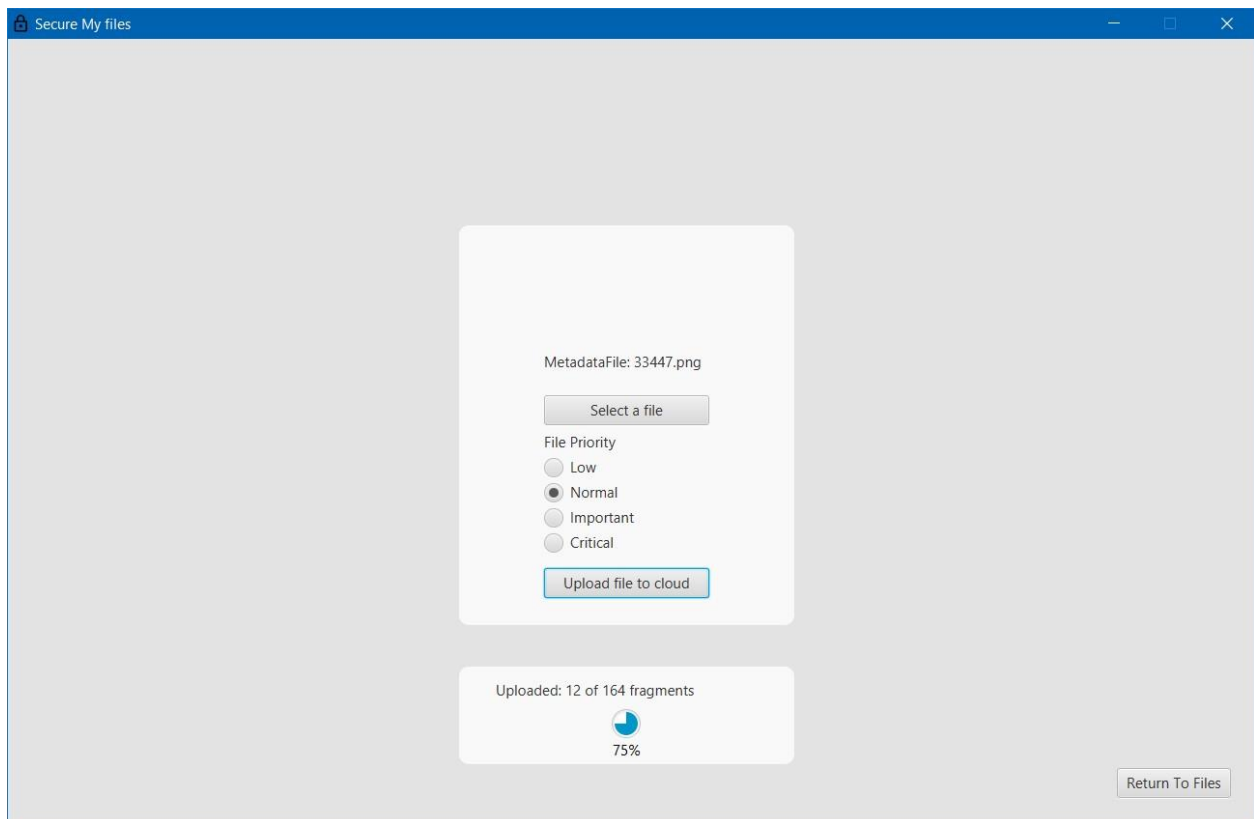 Secure My files
MetadataFile: 33447.png
Select a file
File Priority
Low
Normal
Important
Critical
Upload file to cloud
Uploaded: 12 of 164 fragments
75%
Return To Files